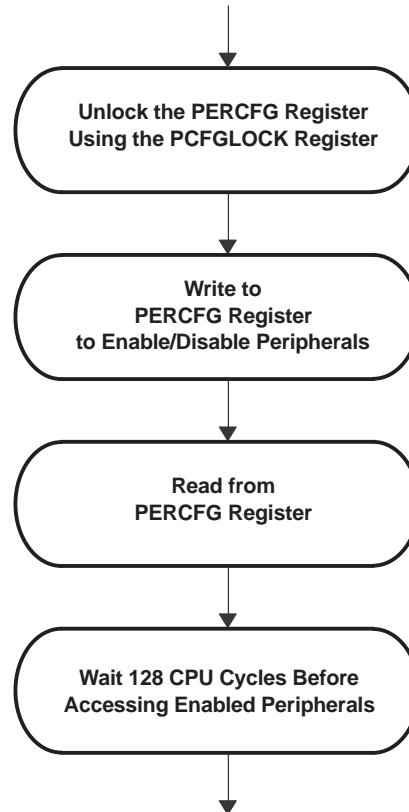 Unlock the PERCFG Register
Using the PCFGLOCK Register
Write to
PERCFG Register
to Enable/Disable Peripherals
Read from
PERCFG Register
Wait 128 CPU Cycles Before
Accessing Enabled Peripherals